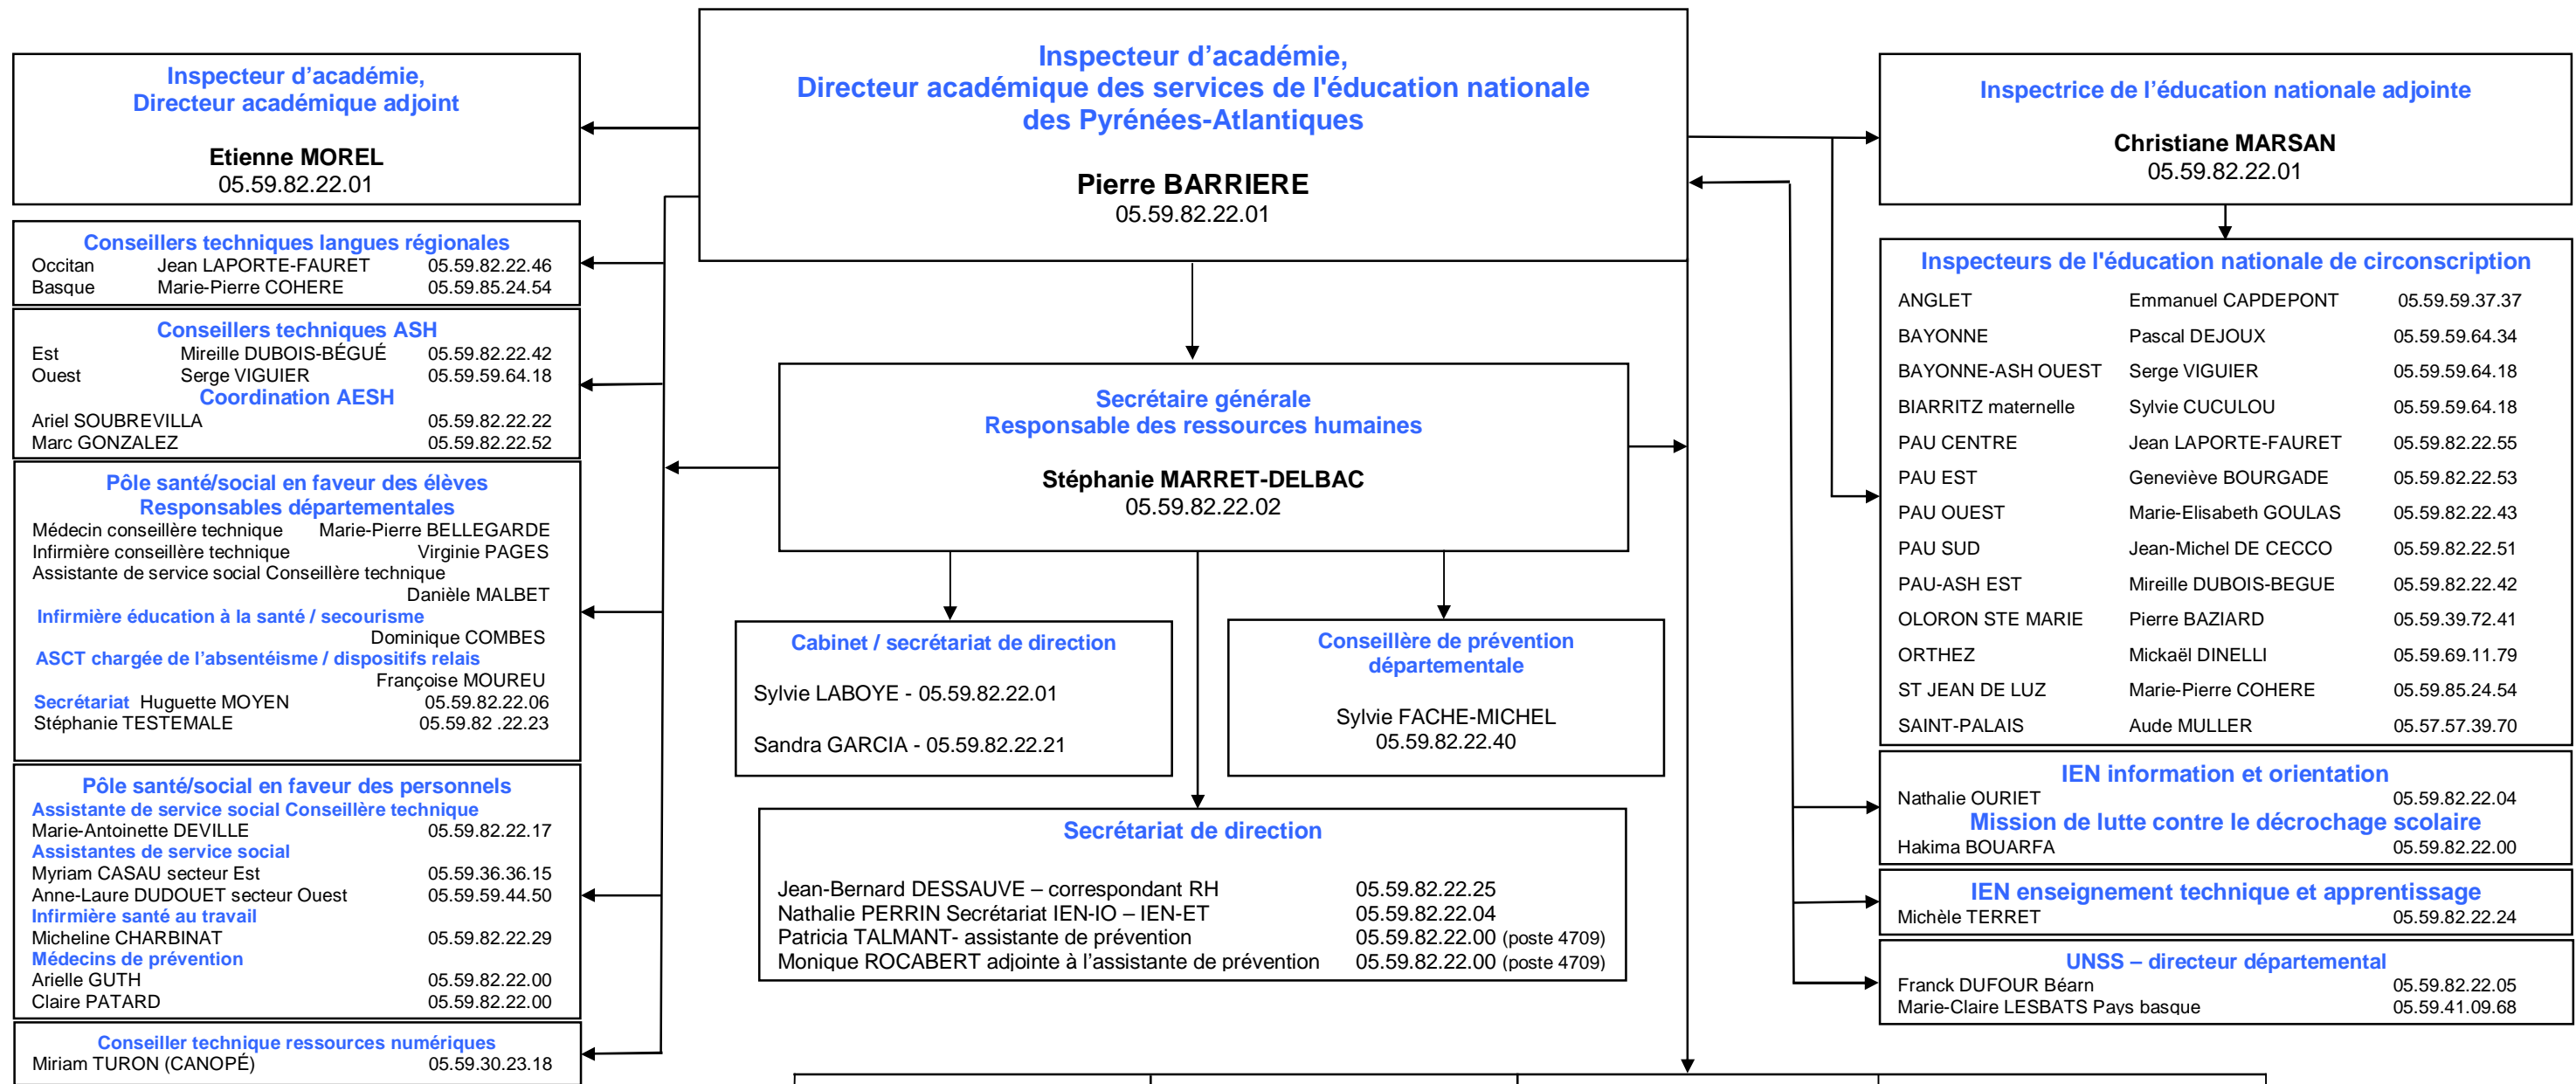 Inspecteur d’académie,
Directeur académique adjoint
Etienne MOREL
05.59.82.22.01
Conseillers techniques langues régionales
Occitan Jean LAPORTE-FAURET 05.59.82.22.46
Basque Marie-Pierre COHERE 05.59.85.24.54
Conseillers techniques ASH
Est Mireille DUBOIS-BÉGUÉ 05.59.82.22.42
Ouest Serge VIGUIER 05.59.59.64.18
Coordination AESH
Ariel SOUBREVILLA 05.59.82.22.22
Marc GONZALEZ 05.59.82.22.52
Pôle santé/social en faveur des élèves
Responsables départementales
Médecin conseillère technique Marie-Pierre BELLEGARDE
Infirmière conseillère technique Virginie PAGES
Assistante de service social Conseillère technique
Danièle MALBET
Infirmière éducation à la santé / secourisme
Dominique COMBES
ASCT chargée de l’absentéisme / dispositifs relais
Françoise MOUREU
Secrétariat Huguette MOYEN 05.59.82.22.06
Stéphanie TESTEMALE 05.59.82 .22.23
Pôle santé/social en faveur des personnels
Assistante de service social Conseillère technique
Marie-Antoinette DEVILLE 05.59.82.22.17
Assistantes de service social
Myriam CASAU secteur Est 05.59.36.36.15
Anne-Laure DUDOUET secteur Ouest 05.59.59.44.50
Infirmière santé au travail
Micheline CHARBINAT 05.59.82.22.29
Médecins de prévention
Arielle GUTH 05.59.82.22.00
Claire PATARD 05.59.82.22.00
Conseiller technique ressources numériques
Miriam TURON (CANOPÉ) 05.59.30.23.18
Inspecteur d’académie,
Directeur académique des services de l'éducation nationale
des Pyrénées-Atlantiques
Pierre BARRIERE
05.59.82.22.01
Secrétaire générale
Responsable des ressources humaines
Stéphanie MARRET-DELBAC
05.59.82.22.02
Cabinet / secrétariat de direction
Sylvie LABOYE - 05.59.82.22.01
Sandra GARCIA - 05.59.82.22.21
Conseillère de prévention
départementale
Sylvie FACHE-MICHEL
05.59.82.22.40
Secrétariat de direction
Jean-Bernard DESSAUVE – correspondant RH 05.59.82.22.25
Nathalie PERRIN Secrétariat IEN-IO – IEN-ET 05.59.82.22.04
Patricia TALMANT- assistante de prévention 05.59.82.22.00 (poste 4709)
Monique ROCABERT adjointe à l’assistante de prévention 05.59.82.22.00 (poste 4709)
Inspectrice de l’éducation nationale adjointe
Christiane MARSAN
05.59.82.22.01
Inspecteurs de l'éducation nationale de circonscription
ANGLET Emmanuel CAPDEPONT 05.59.59.37.37
BAYONNE Pascal DEJOUX 05.59.59.64.34
BAYONNE-ASH OUEST Serge VIGUIER 05.59.59.64.18
BIARRITZ maternelle Sylvie CUCULOU 05.59.59.64.18
PAU CENTRE Jean LAPORTE-FAURET 05.59.82.22.55
PAU EST Geneviève BOURGADE 05.59.82.22.53
PAU OUEST Marie-Elisabeth GOULAS 05.59.82.22.43
PAU SUD Jean-Michel DE CECCO 05.59.82.22.51
PAU-ASH EST Mireille DUBOIS-BEGUE 05.59.82.22.42
OLORON STE MARIE Pierre BAZIARD 05.59.39.72.41
ORTHEZ Mickaël DINELLI 05.59.69.11.79
ST JEAN DE LUZ Marie-Pierre COHERE 05.59.85.24.54
SAINT-PALAIS Aude MULLER 05.57.57.39.70
IEN information et orientation
Nathalie OURIET 05.59.82.22.04
Mission de lutte contre le décrochage scolaire
Hakima BOUARFA 05.59.82.22.00
IEN enseignement technique et apprentissage
Michèle TERRET 05.59.82.22.24
UNSS – directeur départemental
Franck DUFOUR Béarn 05.59.82.22.05
Marie-Claire LESBATS Pays basque 05.59.41.09.68